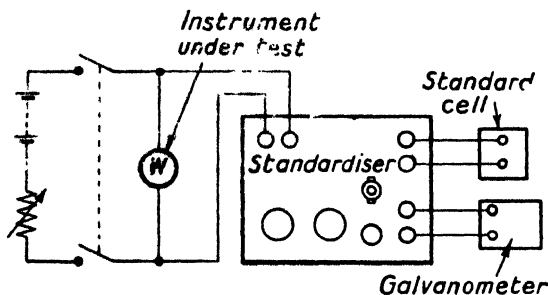 Instrument
under test
Standard
cell
W
Standardiser
Galvanometer